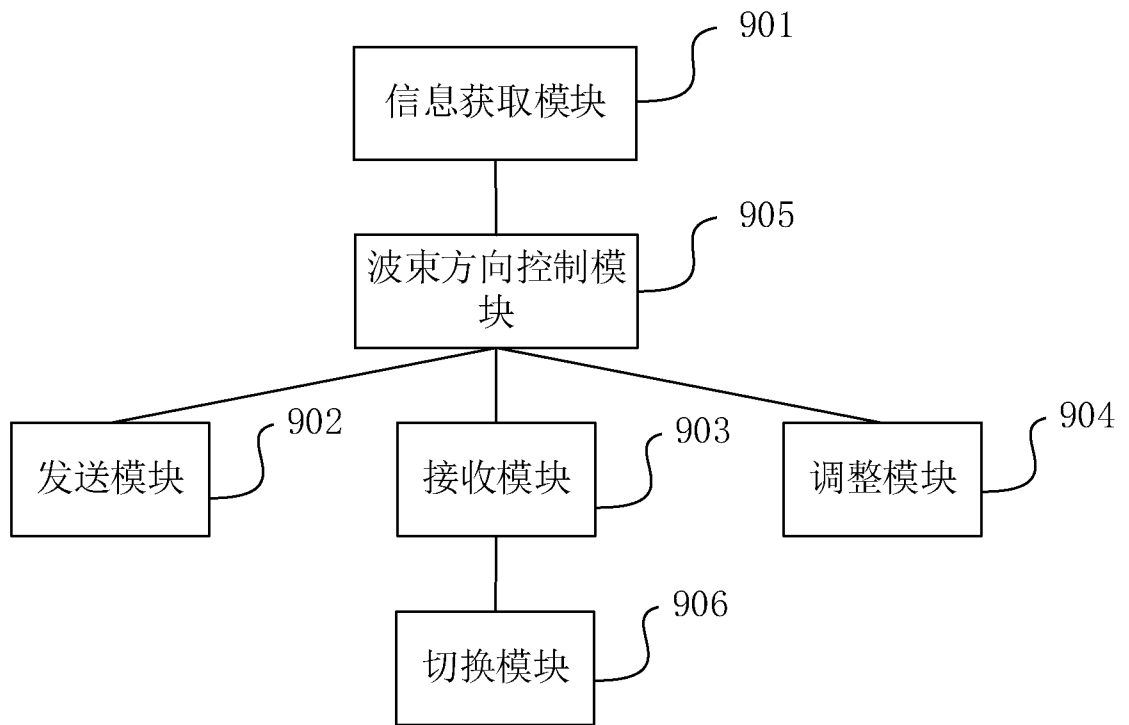 901
信息获取模块
905
波束方向控制模
块
902
903
904
发送模块
接收模块
调整模块
906
切换模块